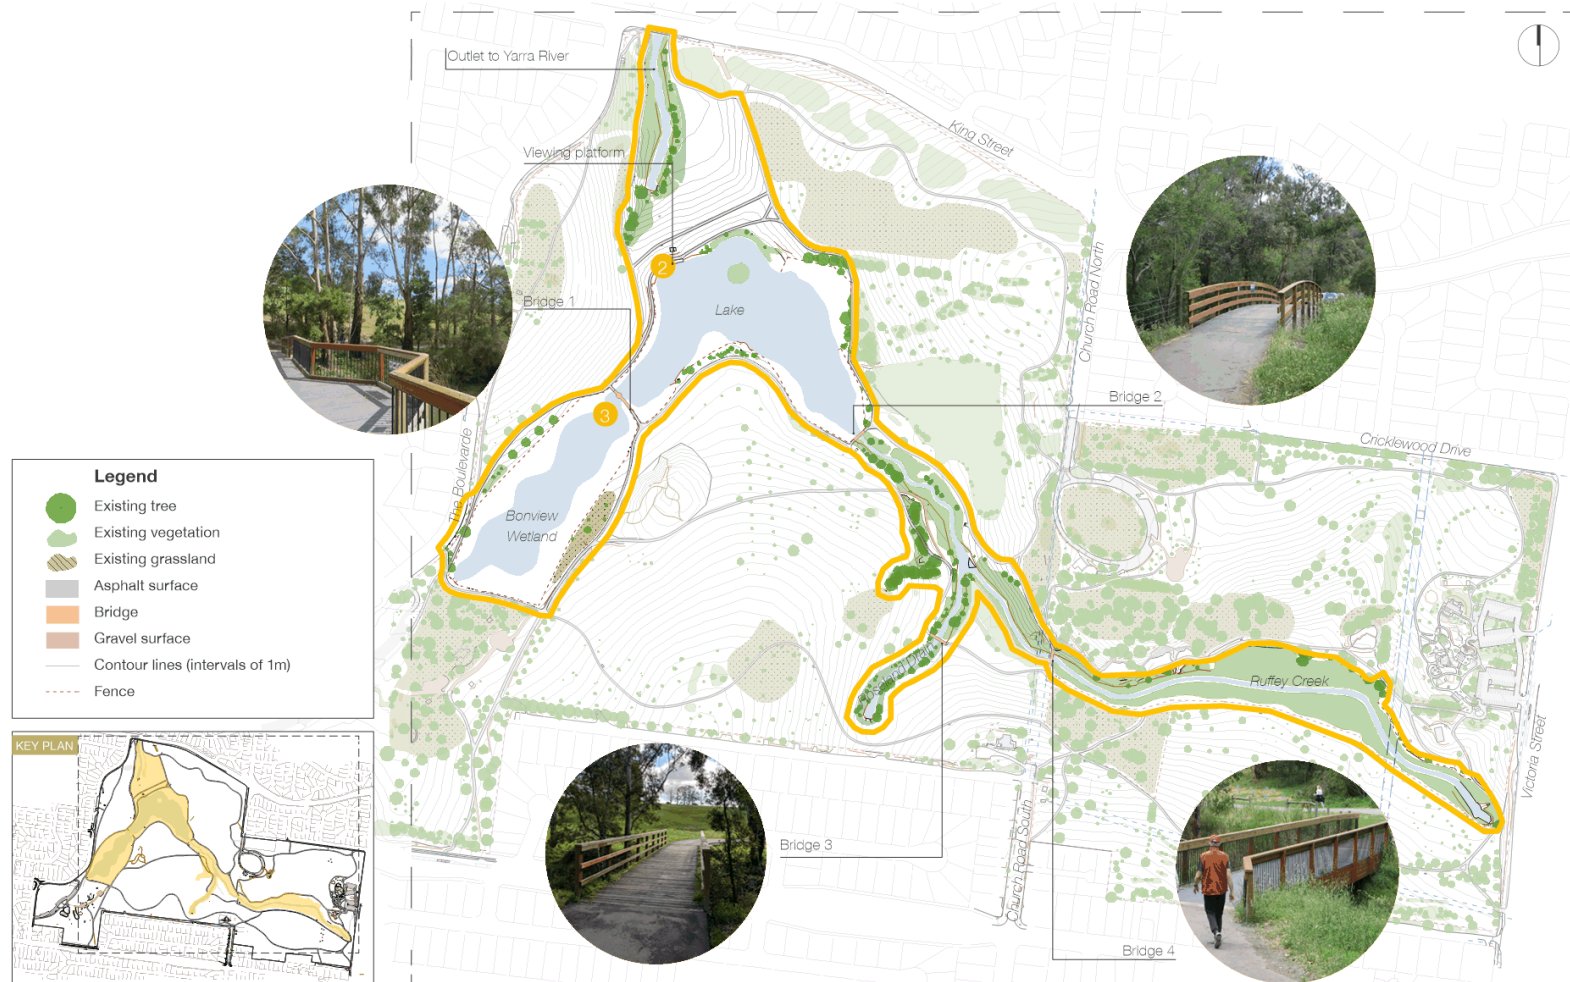 Outlet to Yarra River
King Street
Viewing platform
2
Bridge 1
Lake
Church Road North
Bridge 2
3
Cricklewood Drive
The Boulevarde
Bonview
Wetland
Legend
Existing tree
Existing vegetation
Existing grassland
Asphalt surface
Bridge
Gravel surface
Contour lines (intervals of 1m)
Fence
Ruffey Creek
Victoria Street
KEY PLAN
Bridge 3
Church Road South
Bridge 4